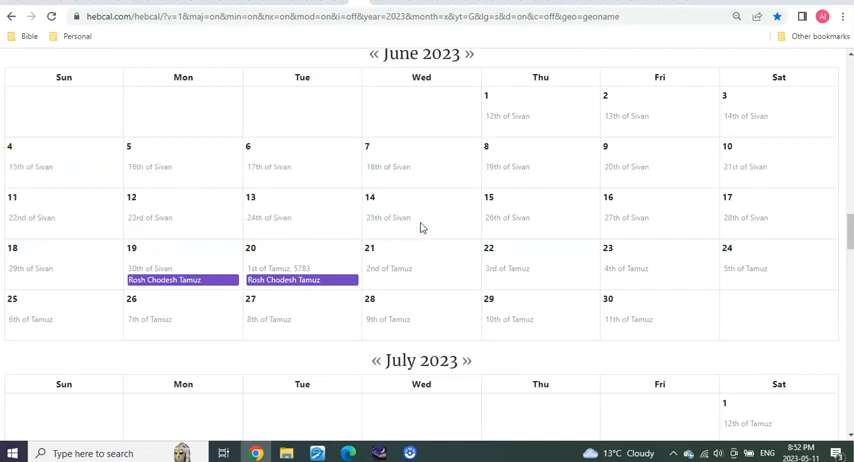 hebcal.com/hebcal/?v=1&maj=on&min=on&nx=on&mod=on&i=off&year=2023&month=x&yt=G&lg=s&d=on&c=off&geo=geoname
AI
Bible Personal Other bookmarks
« June 2023 »
Sun Mon Tue Wed Thu Fri Sat
1 2 3
12th of Sivan 13th of Sivan 14th of Sivan
4 5 6 7 8 9 10
15th of Sivan 16th of Sivan 17th of Sivan 18th of Sivan 19th of Sivan 20th of Sivan 21st of Sivan
11 12 13 14 15 16 17
22nd of Sivan 23rd of Sivan 24th of Sivan 25th of Sivan 26th of Sivan 27th of Sivan 28th of Sivan
18 19 20 21 22 23 24
29th of Sivan 30th of Sivan 1st of Tamuz, 5783 2nd of Tamuz 3rd of Tamuz 4th of Tamuz 5th of Tamuz
Rosh Chodesh Tamuz Rosh Chodesh Tamuz
25 26 27 28 29 30
6th of Tamuz 7th of Tamuz 8th of Tamuz 9th of Tamuz 10th of Tamuz 11th of Tamuz
« July 2023 »
Sun Mon Tue Wed Thu Fri Sat
1
12th of Tamuz
Type here to search
13°C Cloudy
ENG
8:52 PM
2023-05-11
3